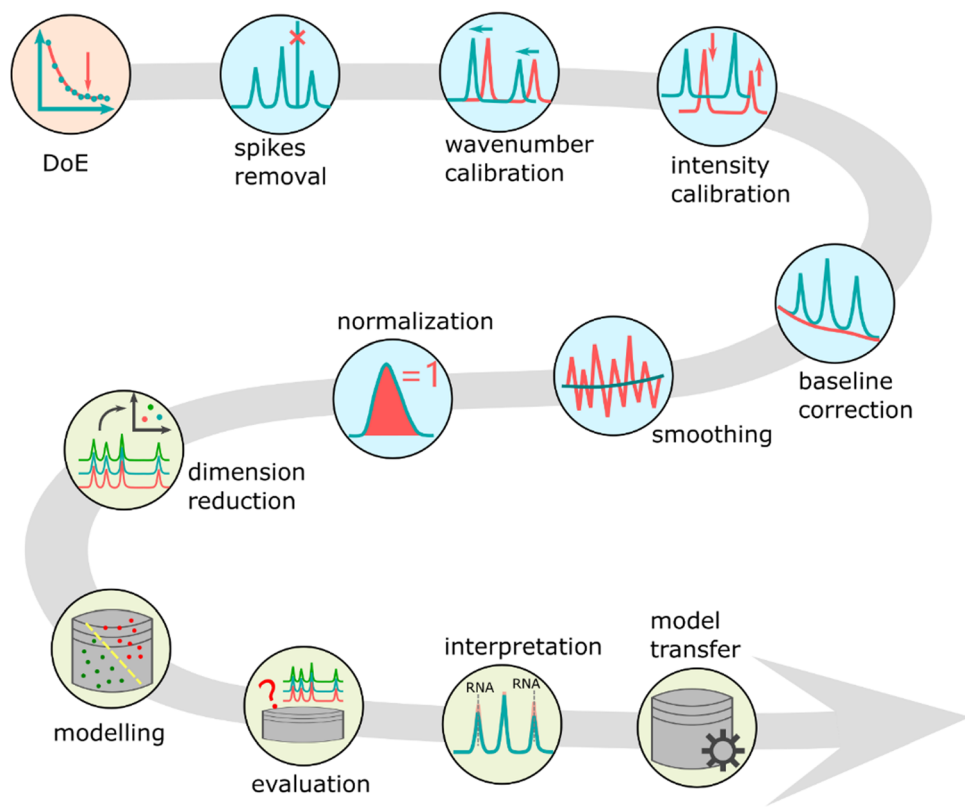 DoE
spikes
removal
wavenumber
calibration
intensity
calibration
baseline
correction
smoothing
normalization
= 1
dimension
reduction
modelling
?
evaluation
interpretation
RNA
RNA
model
transfer